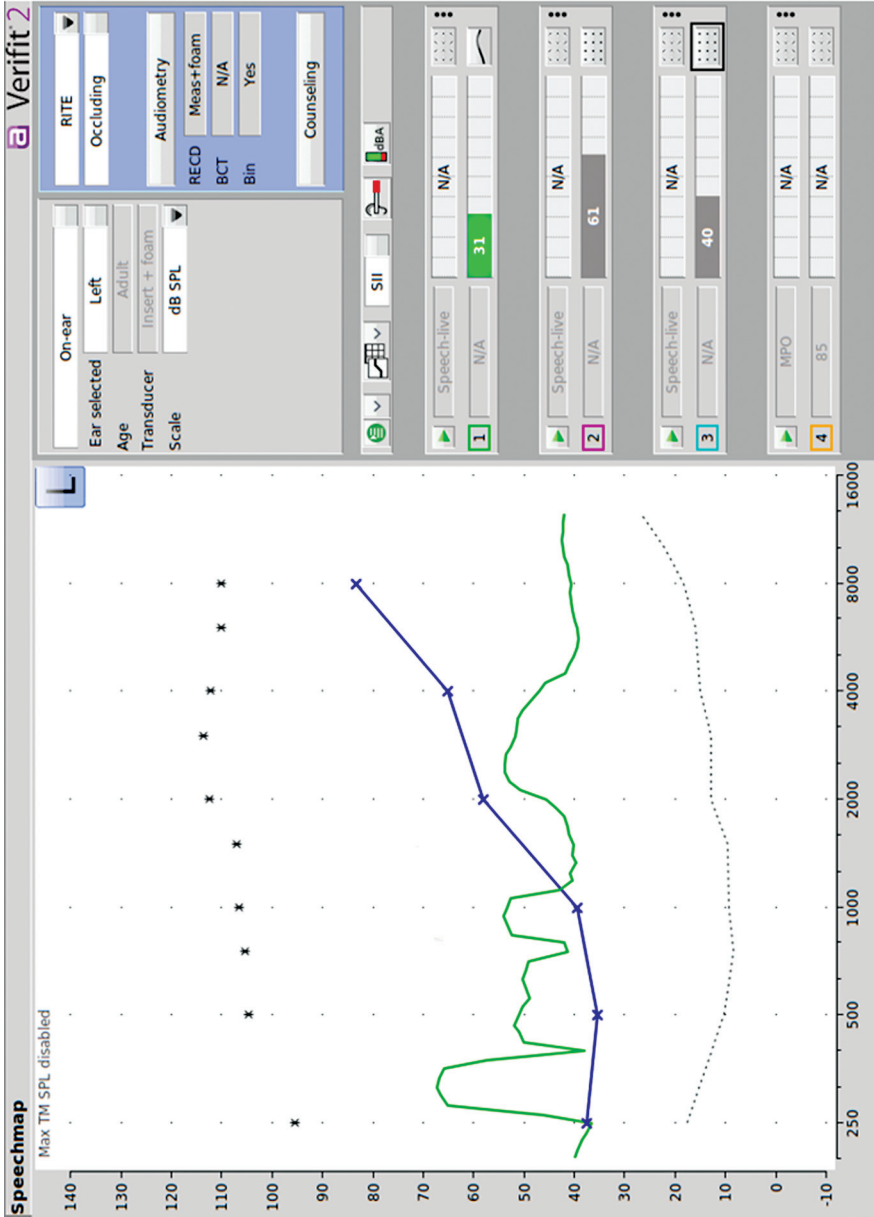 Speechmap
a Verifit® 2
Max TM SPL disabled
L
140
130
120
110
100
90
80
70
60
50
40
30
20
10
0
-10
250
500
1000
2000
4000
8000
16000
On-ear
Ear selected Left
Age Adult
Transducer Insert + foam
Scale dB SPL
RITE
Occluding
Audiometry
RECD Meas+foam
BCT N/A
Bin Yes
Counseling
SII
dBA
Speech-live N/A
1 N/A 31
Speech-live N/A
2 N/A 61
Speech-live N/A
3 N/A 40
MPO N/A
4 85 N/A